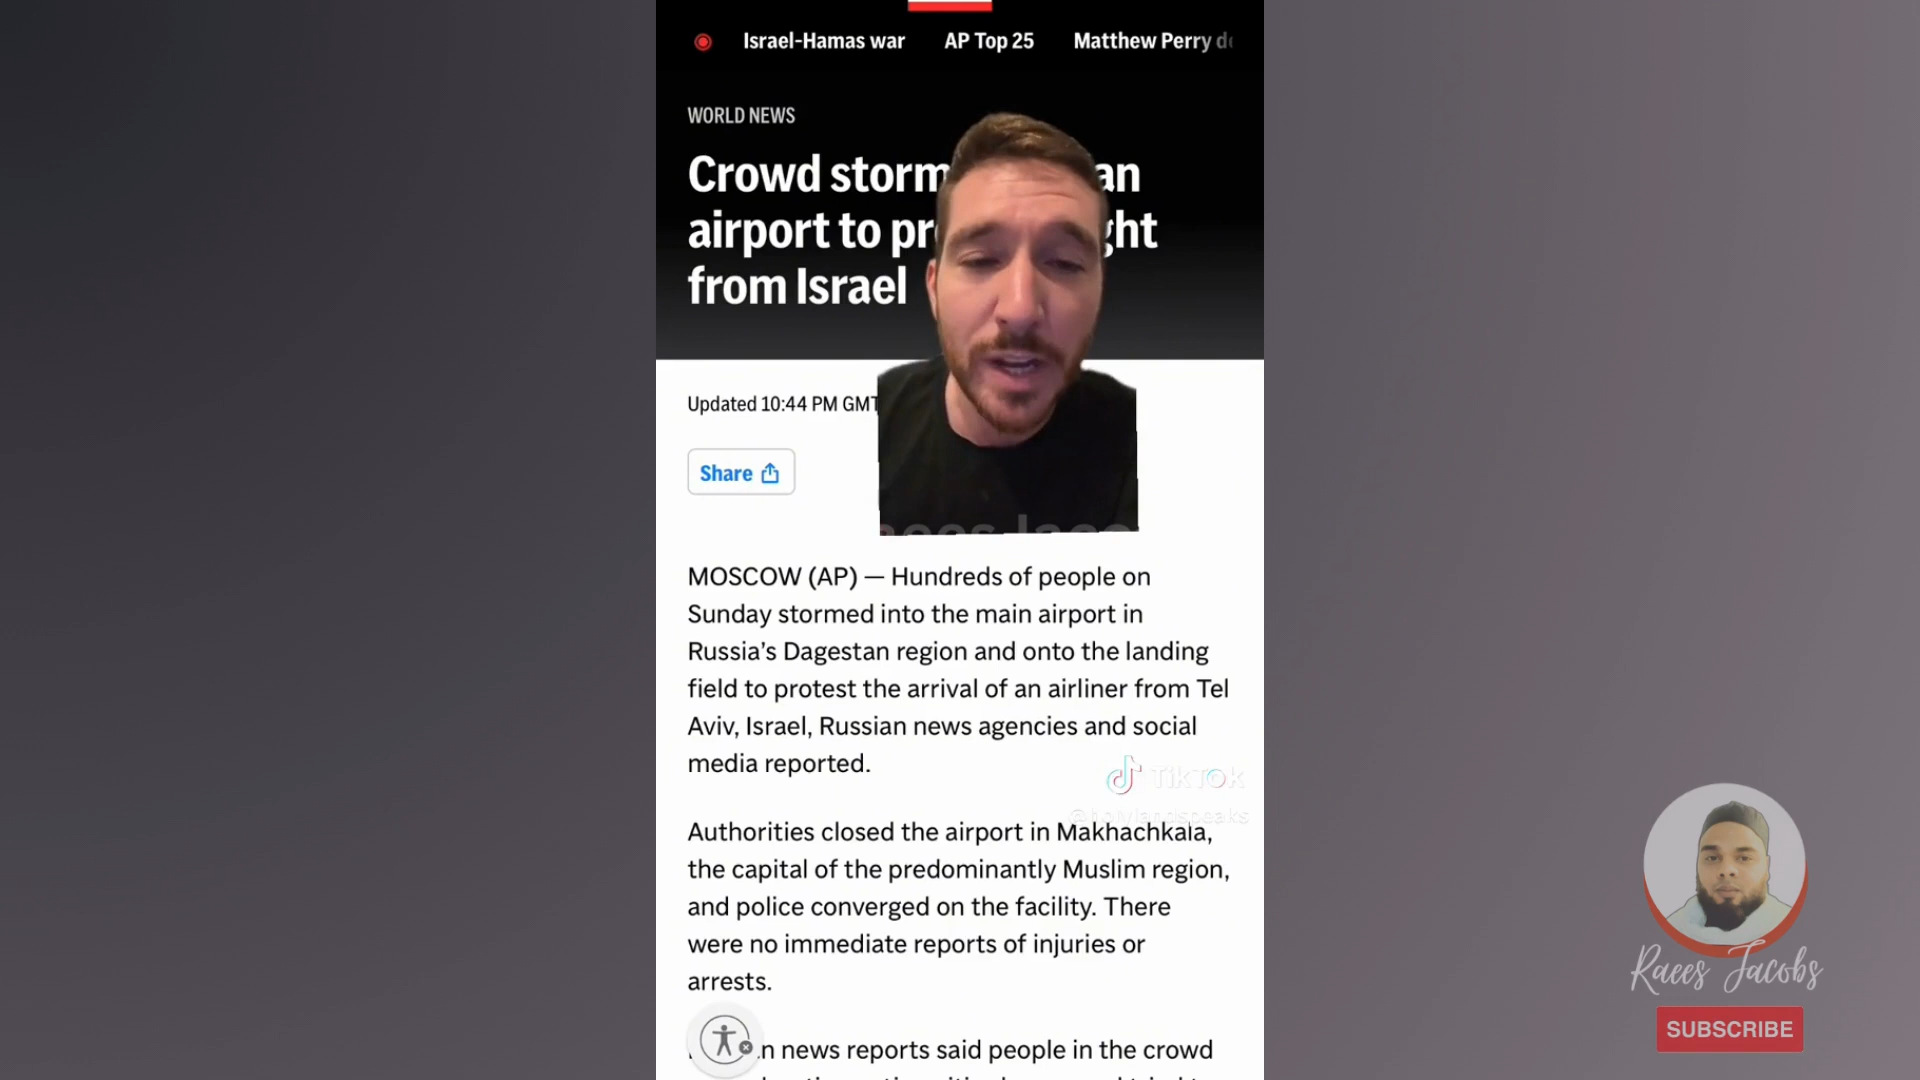 Israel-Hamas war AP Top 25 Matthew Perry
WORLD NEWS
Crowd storm an
airport to pr ght
from Israel
Updated 10:44 PM GMT
Share
MOSCOW (AP) — Hundreds of people on
Sunday stormed into the main airport in
Russia's Dagestan region and onto the landing
field to protest the arrival of an airliner from Tel
Aviv, Israel, Russian news agencies and social
media reported.
TikTok
@holylandspeaks
Authorities closed the airport in Makhachkala,
the capital of the predominantly Muslim region,
and police converged on the facility. There
were no immediate reports of injuries or
arrests.
n news reports said people in the crowd
Raees Jacobs
SUBSCRIBE